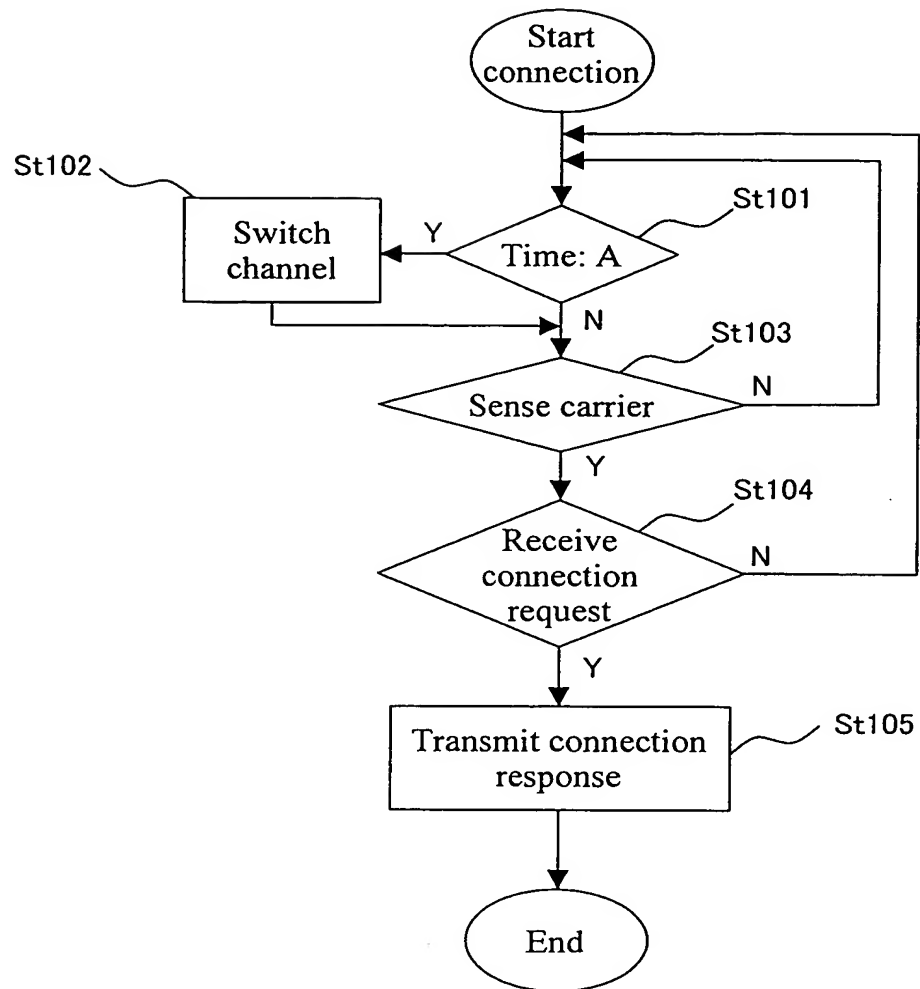 Start
connection
St102
St101
Switch
channel
Y
Time: A
N
St103
Sense carrier
N
Y
St104
Receive
connection
request
N
Y
St105
Transmit connection
response
End